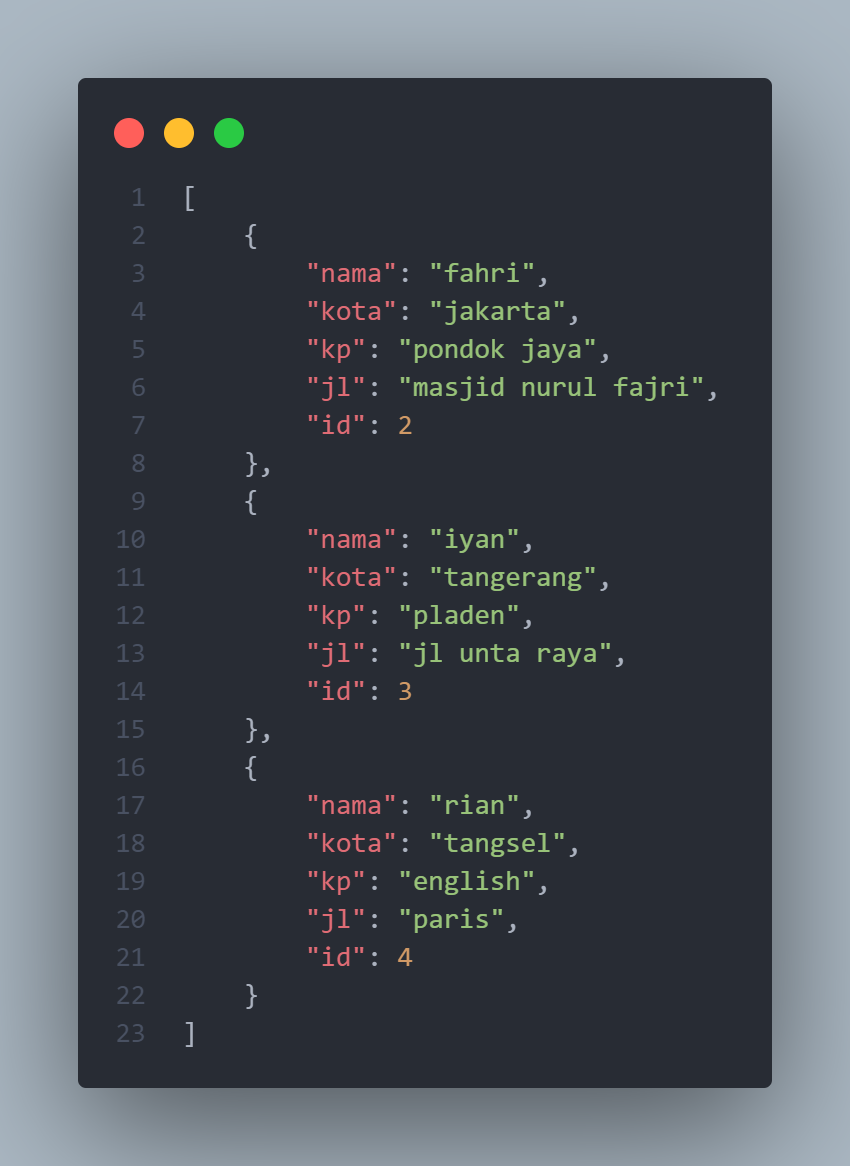 1 [
2     {
3         "nama": "fahri",
4         "kota": "jakarta",
5         "kp": "pondok jaya",
6         "jl": "masjid nurul fajri",
7         "id": 2
8     },
9     {
10         "nama": "iyan",
11         "kota": "tangerang",
12         "kp": "pladen",
13         "jl": "jl unta raya",
14         "id": 3
15     },
16     {
17         "nama": "rian",
18         "kota": "tangsel",
19         "kp": "english",
20         "jl": "paris",
21         "id": 4
22     }
23 ]